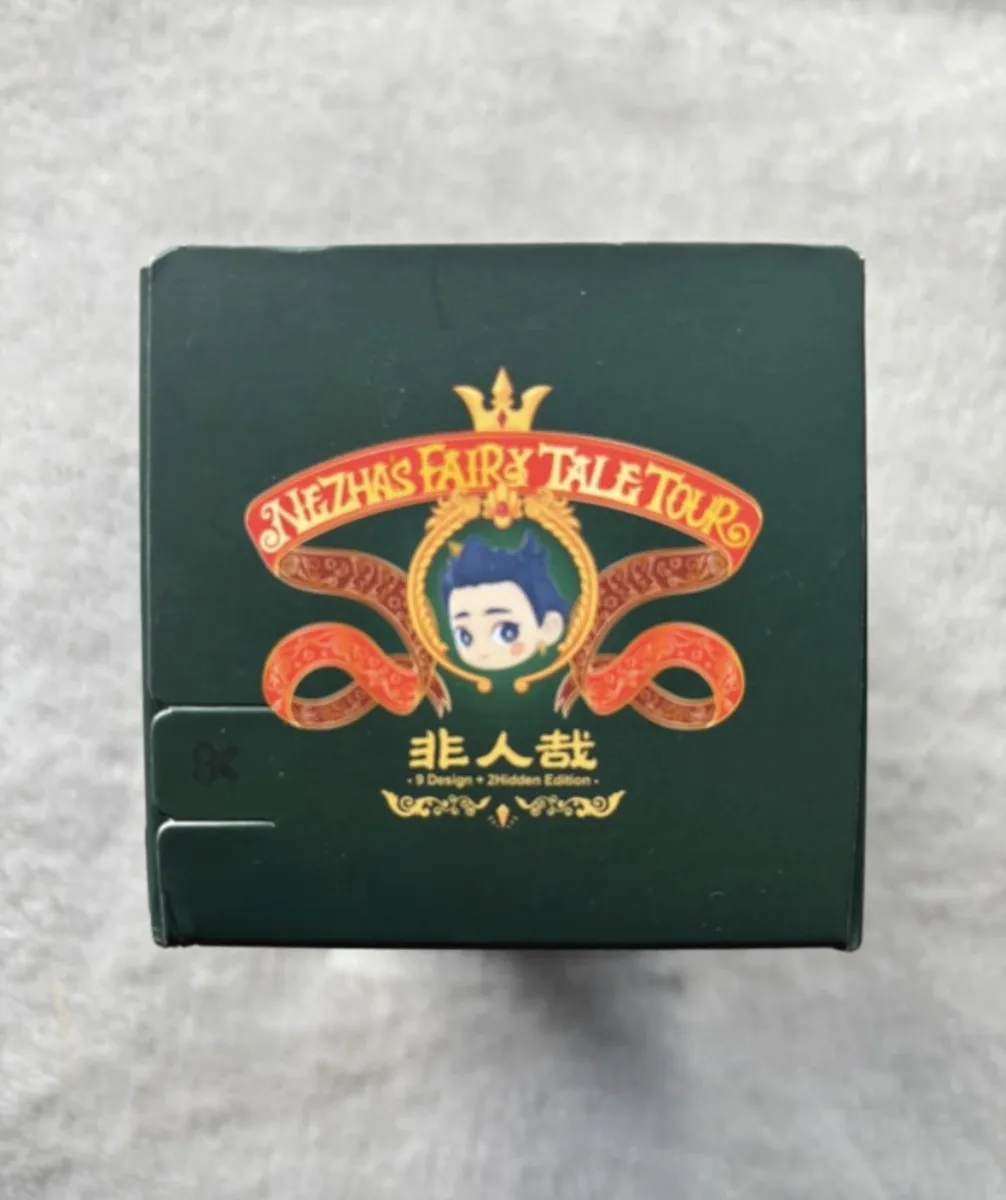 NEZHA'S FAIRY TALE TOUR
非人哉
· 9 Design + 2Hidden Edition ·